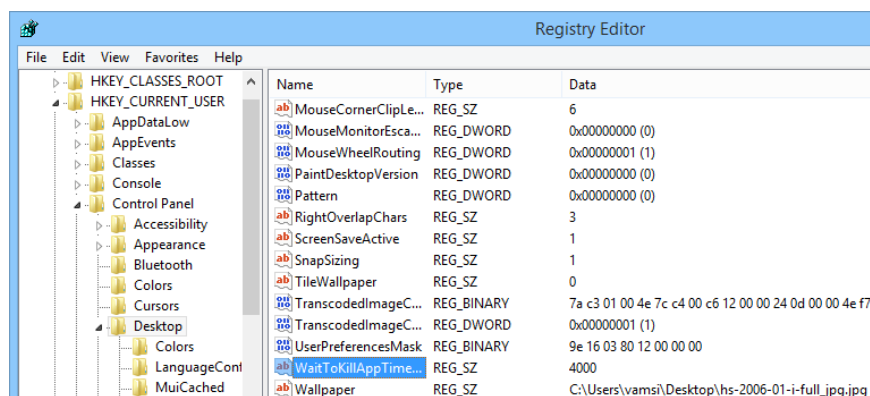 Registry Editor
File Edit View Favorites Help
HKEY_CLASSES_ROOT
HKEY_CURRENT_USER
AppDataLow
AppEvents
Classes
Console
Control Panel
Accessibility
Appearance
Bluetooth
Colors
Cursors
Desktop
Colors
LanguageConf
MuiCached
Name Type Data
MouseCornerClipLe... REG_SZ 6
MouseMonitorEsca... REG_DWORD 0x00000000 (0)
MouseWheelRouting REG_DWORD 0x00000001 (1)
PaintDesktopVersion REG_DWORD 0x00000000 (0)
Pattern REG_DWORD 0x00000000 (0)
RightOverlapChars REG_SZ 3
ScreenSaveActive REG_SZ 1
SnapSizing REG_SZ 1
TileWallpaper REG_SZ 0
TranscodedImageC... REG_BINARY 7a c3 01 00 4e 7c c4 00 c6 12 00 00 24 0d 00 00 4e f7
TranscodedImageC... REG_DWORD 0x00000001 (1)
UserPreferencesMask REG_BINARY 9e 16 03 80 12 00 00 00
WaitToKillAppTime... REG_SZ 4000
Wallpaper REG_SZ C:\Users\vamsi\Desktop\hs-2006-01-i-full_jpg.jpg